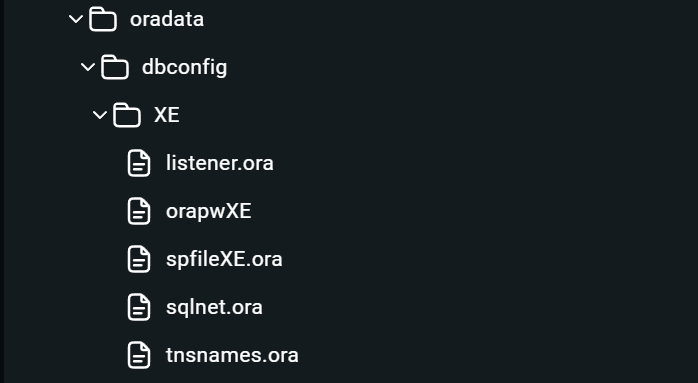 oradata
dbconfig
XE
listener.ora
orapwXE
spfileXE.ora
sqlnet.ora
tnsnames.ora